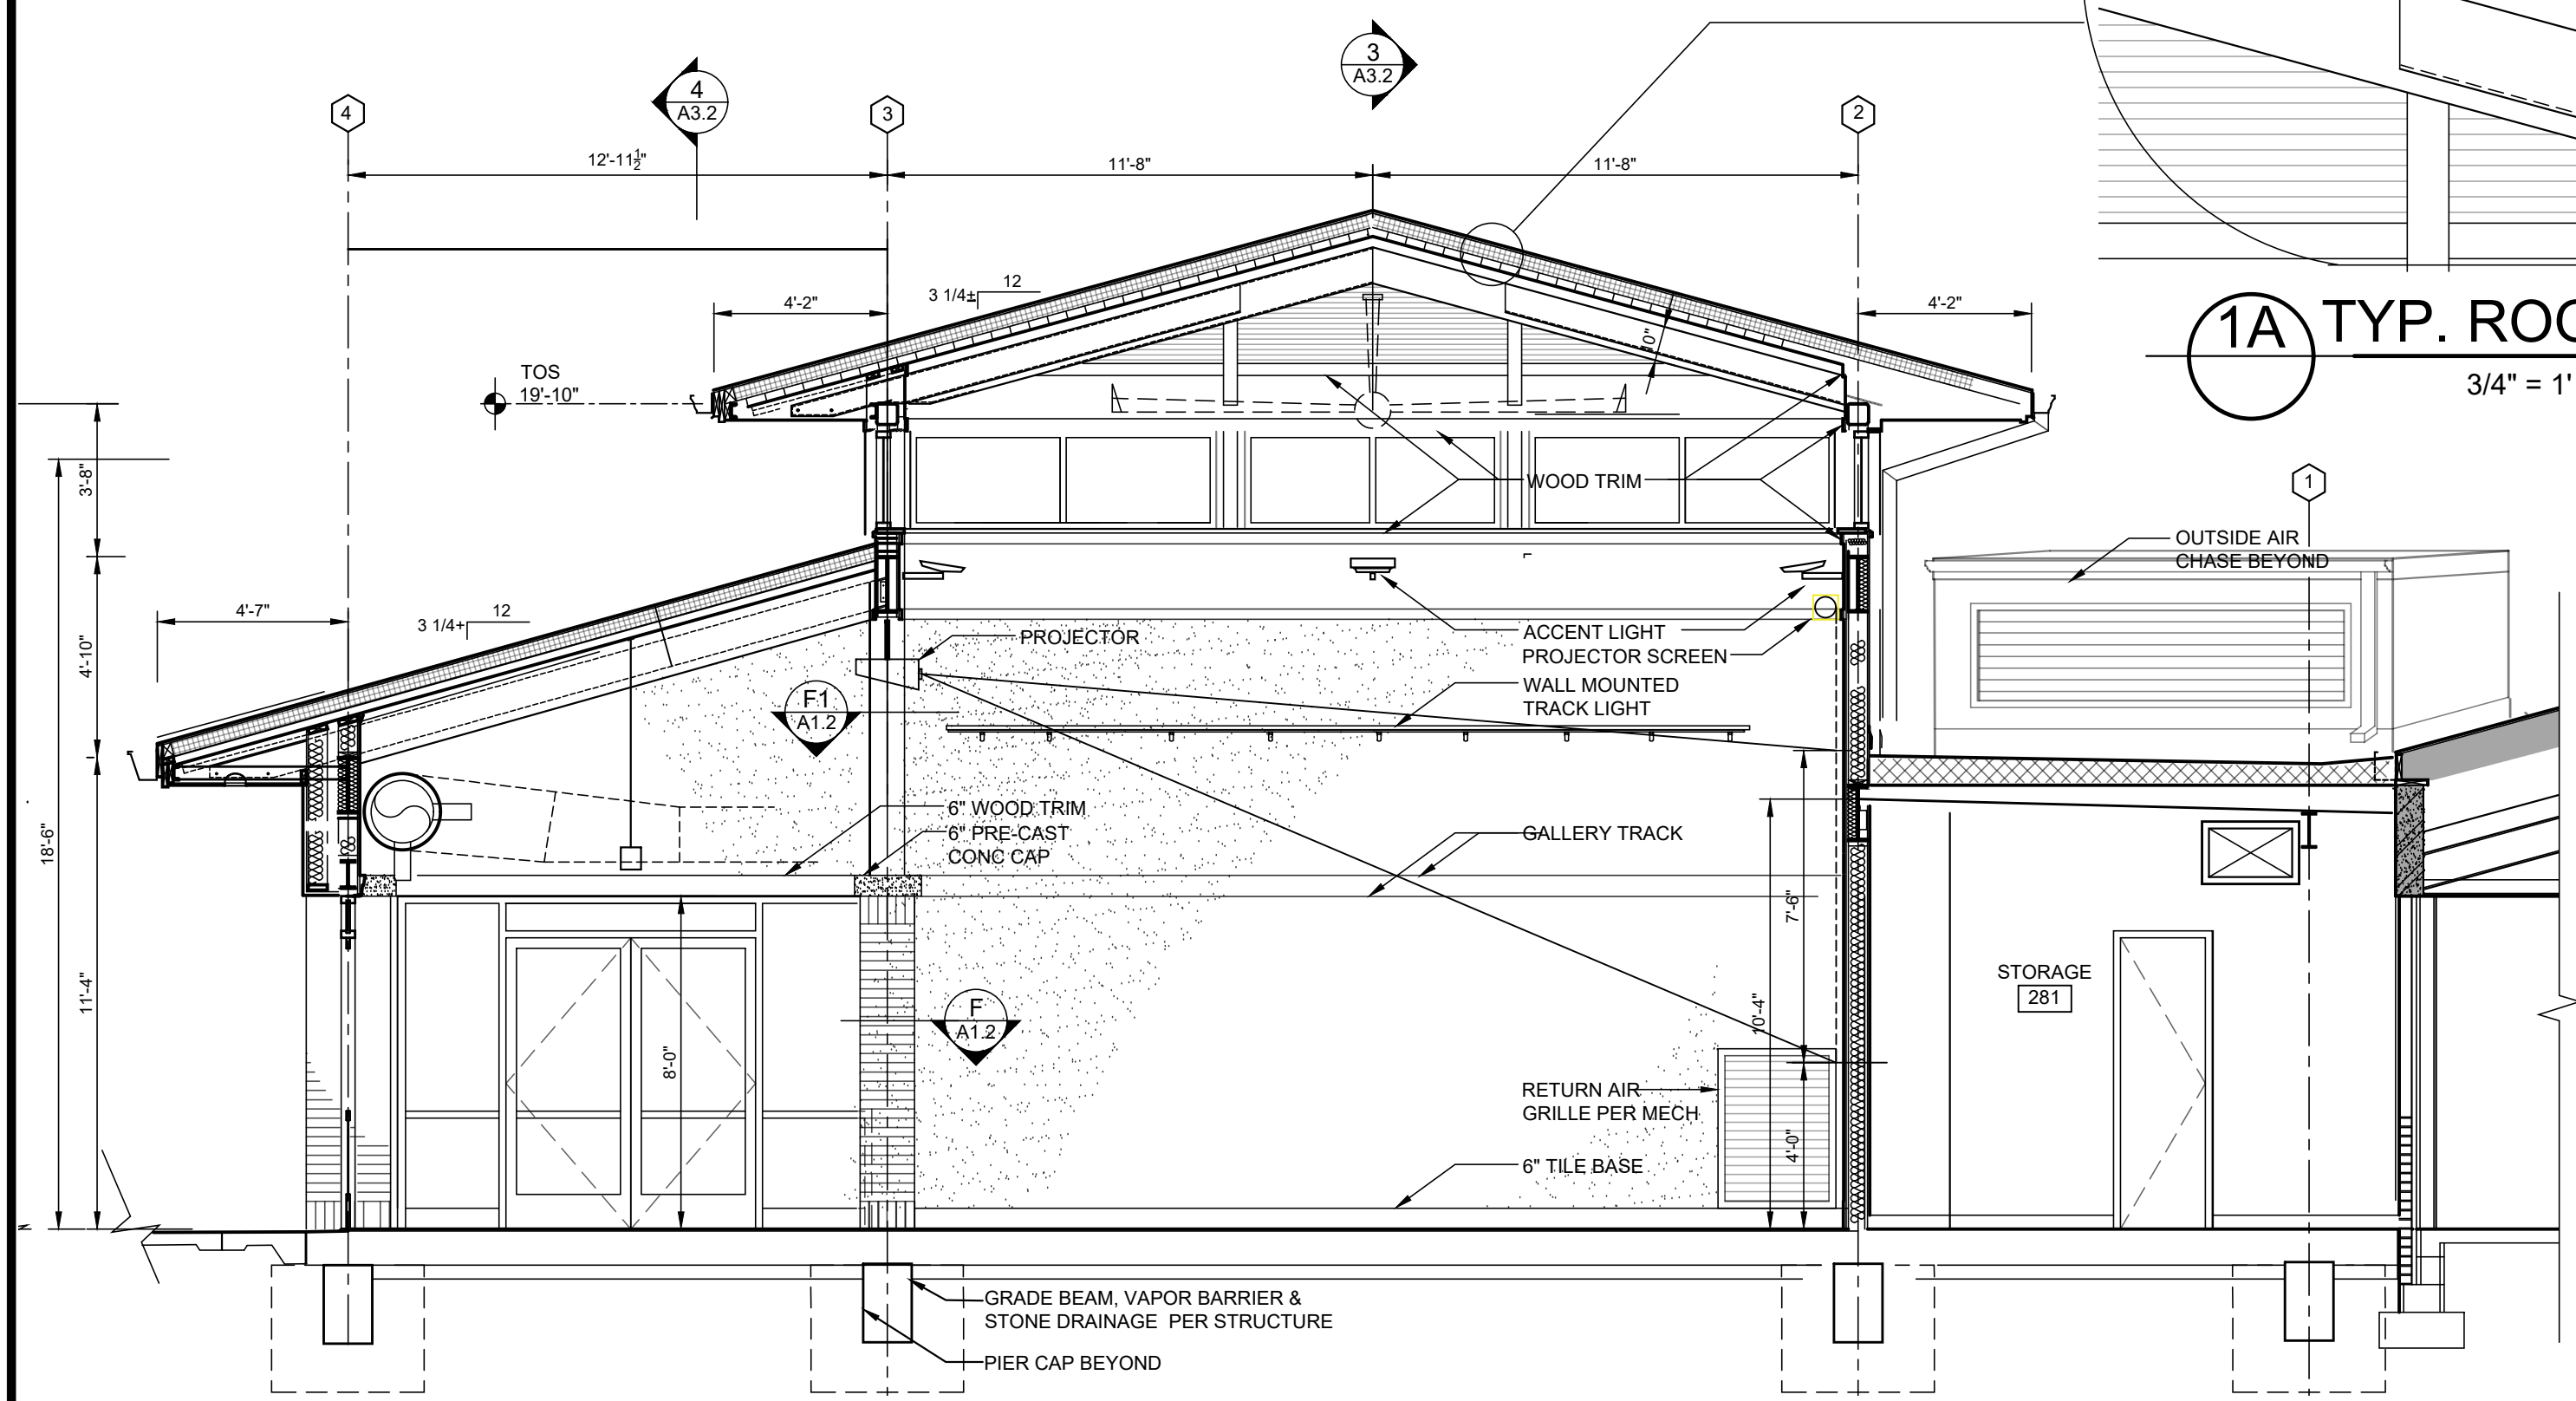 3
A3.2
4
A3.2
4
3
2
12'-11½"
11'-8"
11'-8"
4'-2"
3 1/4±
12
4'-2"
10"
1A
TYP. ROO
3/4" = 1'
TOS
19'-10"
3'-8"
WOOD TRIM
1
OUTSIDE AIR
CHASE BEYOND
4'-7"
3 1/4+
12
4'-10"
PROJECTOR
ACCENT LIGHT
PROJECTOR SCREEN
WALL MOUNTED
TRACK LIGHT
F1
A1.2
18'-6"
6" WOOD TRIM
6" PRE-CAST
CONC CAP
GALLERY TRACK
7'-6"
11'-4"
10'-4"
STORAGE
281
F
A1.2
8'-0"
RETURN AIR
GRILLE PER MECH
4'-0"
6" TILE BASE
GRADE BEAM, VAPOR BARRIER &
STONE DRAINAGE  PER STRUCTURE
PIER CAP BEYOND